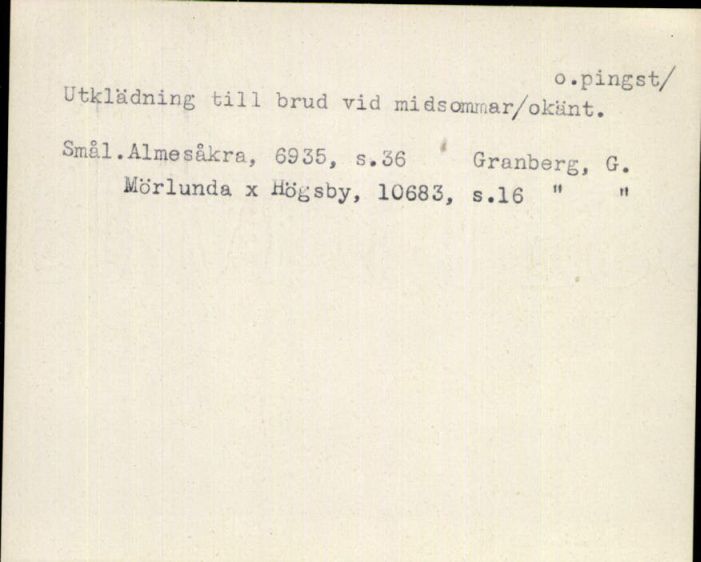 o.pingst/
Utklädning till brud vid midsommar/okänt.
Smål.Almesåkra, 6935, s.36 Granberg, G.
Mörlunda x Högsby, 10683, s.16 " "